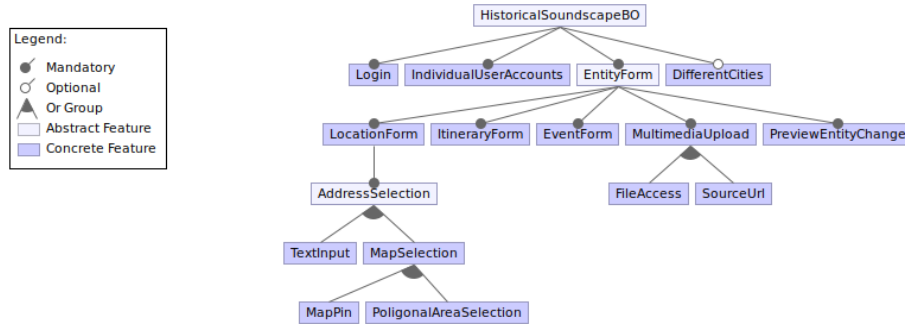 HistoricalSoundscapeBO
Legend:
Mandatory
Optional
Or Group
Abstract Feature
Concrete Feature
Login
IndividualUserAccounts
EntityForm
DifferentCities
LocationForm
ItineraryForm
EventForm
MultimediaUpload
PreviewEntityChange
AddressSelection
FileAccess
SourceUrl
TextInput
MapSelection
MapPin
PoligonalAreaSelection